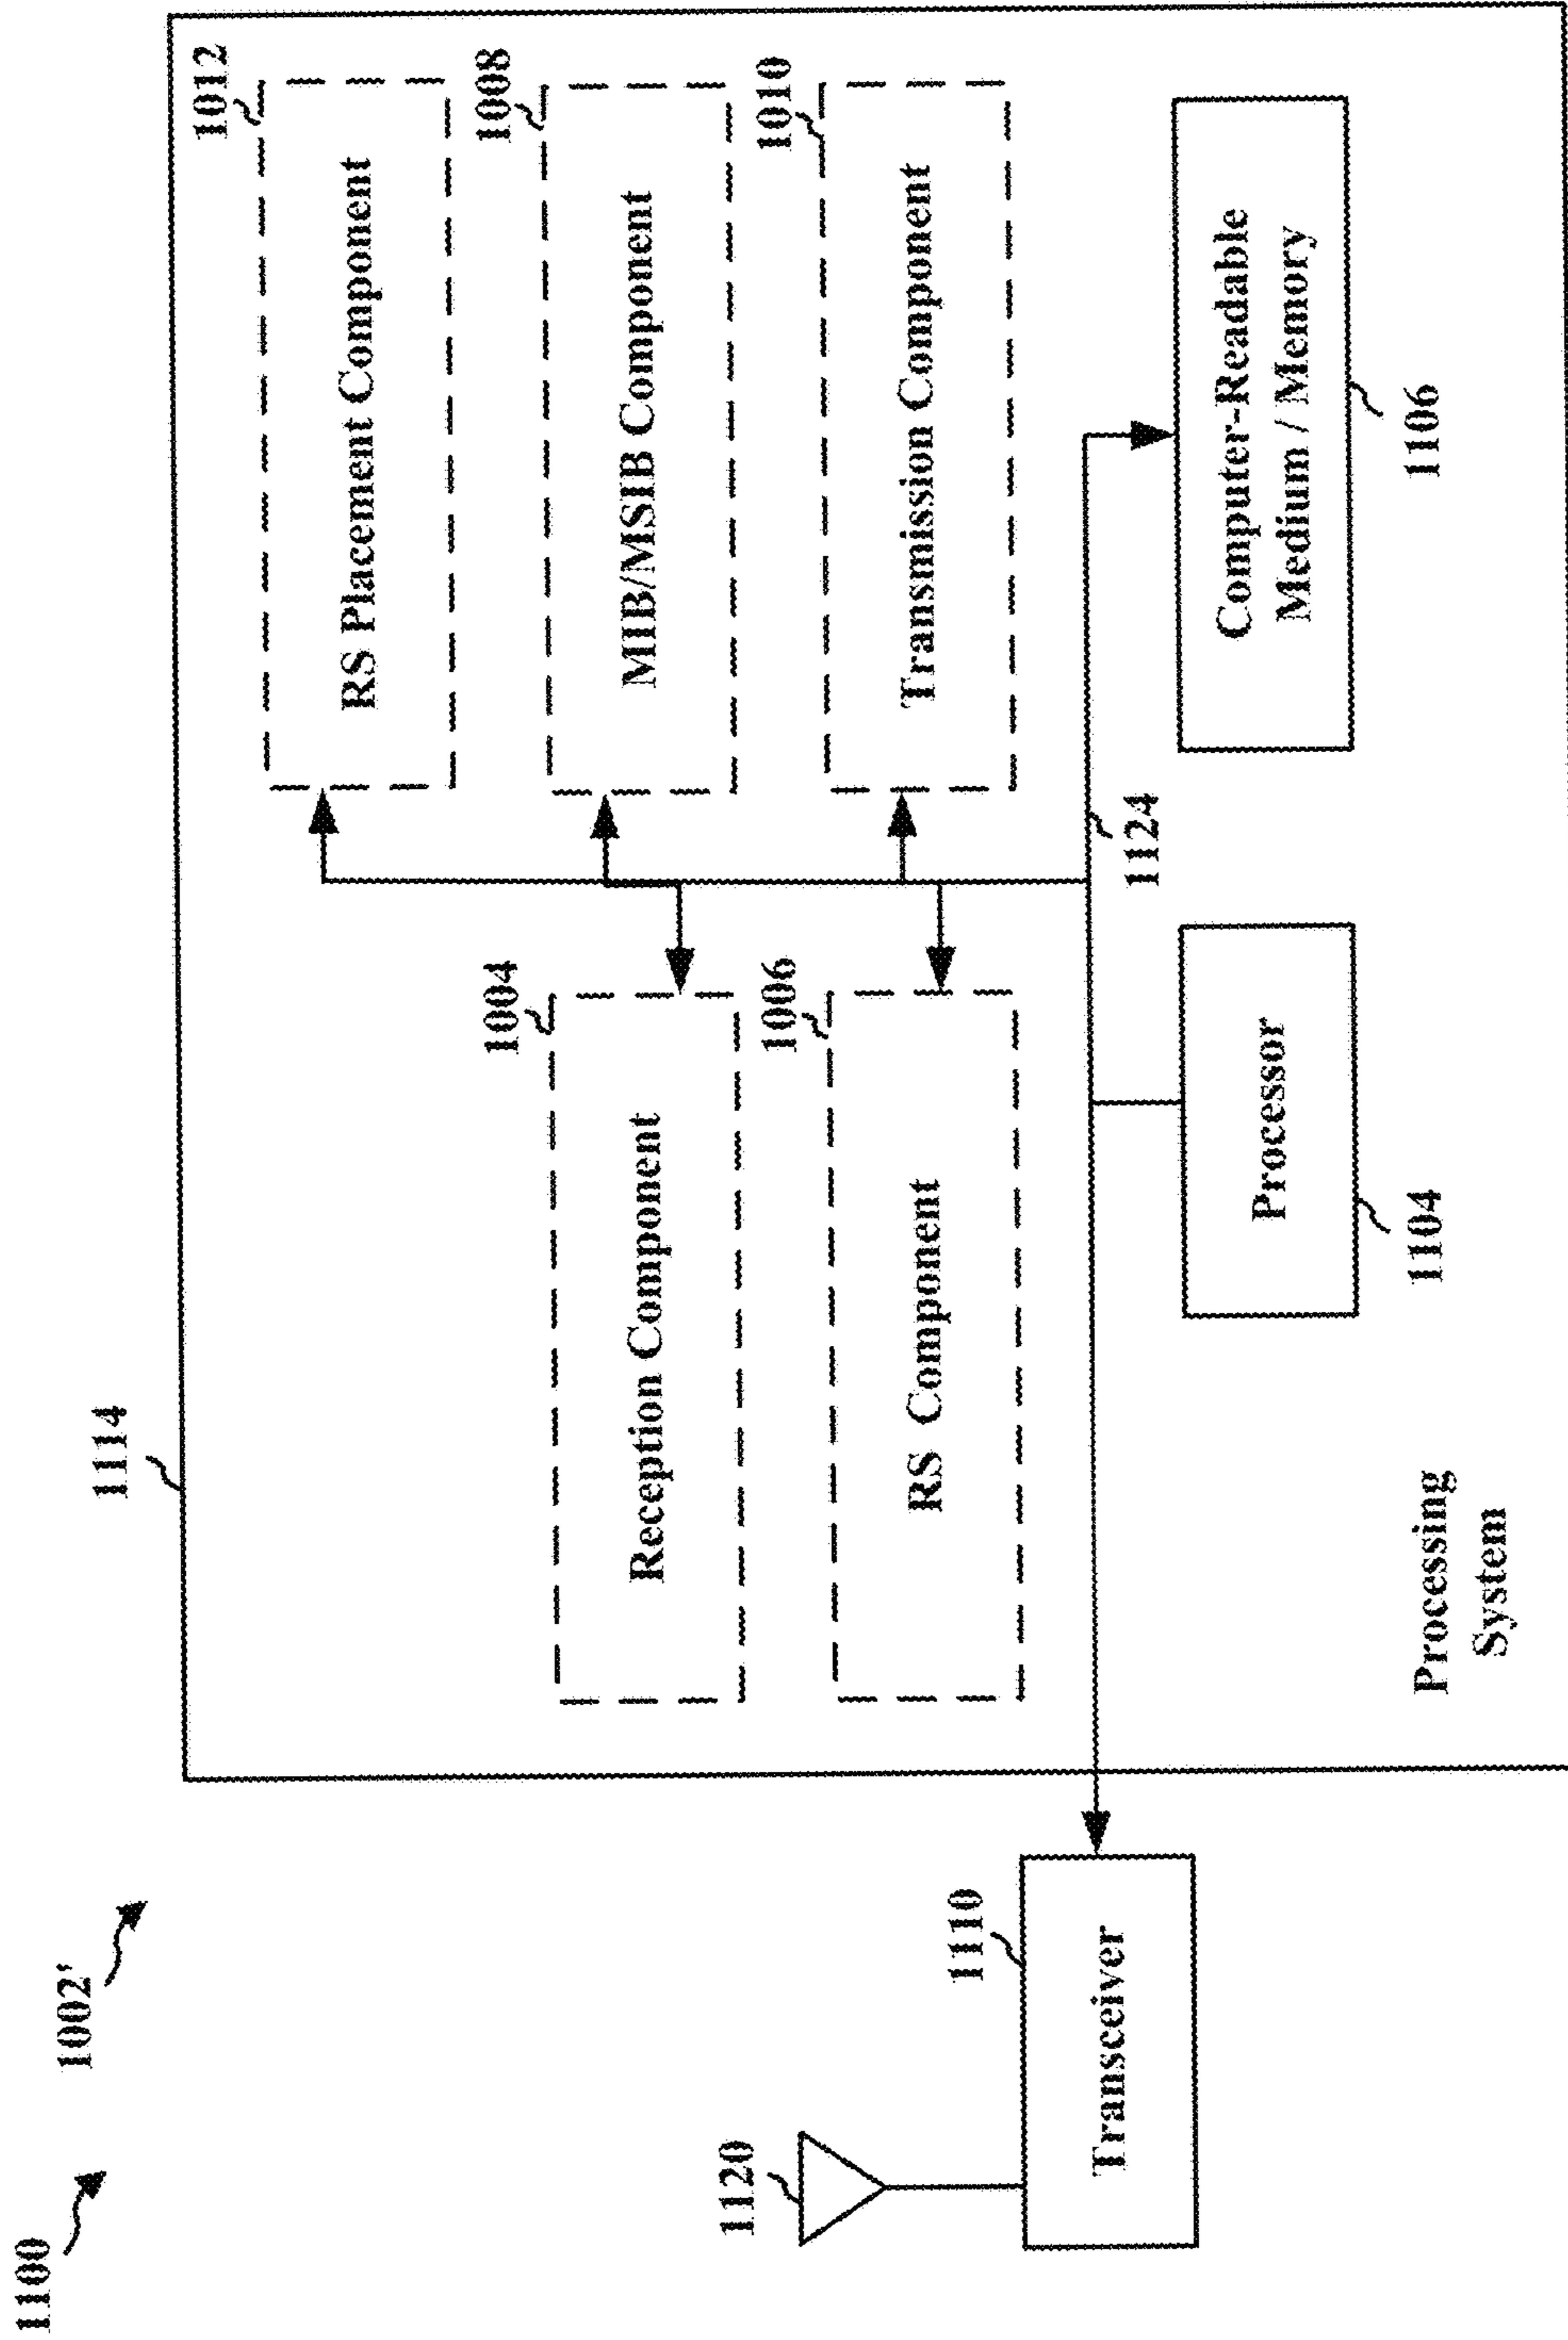 1100
1002'
1114
1012
RS Placement Component
1004
Reception Component
1008
MIB/MSIB Component
1006
RS Component
1010
Transmission Component
1120
1110
Transceiver
1124
Processor
1104
Computer-Readable
Medium / Memory
1106
Processing
System